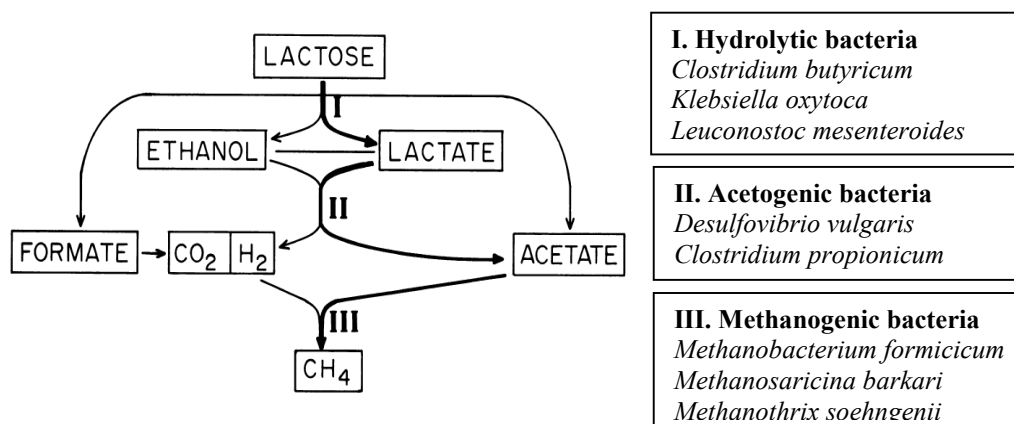 LACTOSE
I
ETHANOL
LACTATE
II
FORMATE
CO2
H2
ACETATE
III
CH4
I. Hydrolytic bacteria
Clostridium butyricum
Klebsiella oxytoca
Leuconostoc mesenteroides
II. Acetogenic bacteria
Desulfovibrio vulgaris
Clostridium propionicum
III. Methanogenic bacteria
Methanobacterium formicicum
Methanosaricina barkari
Methanothrix soehngenii